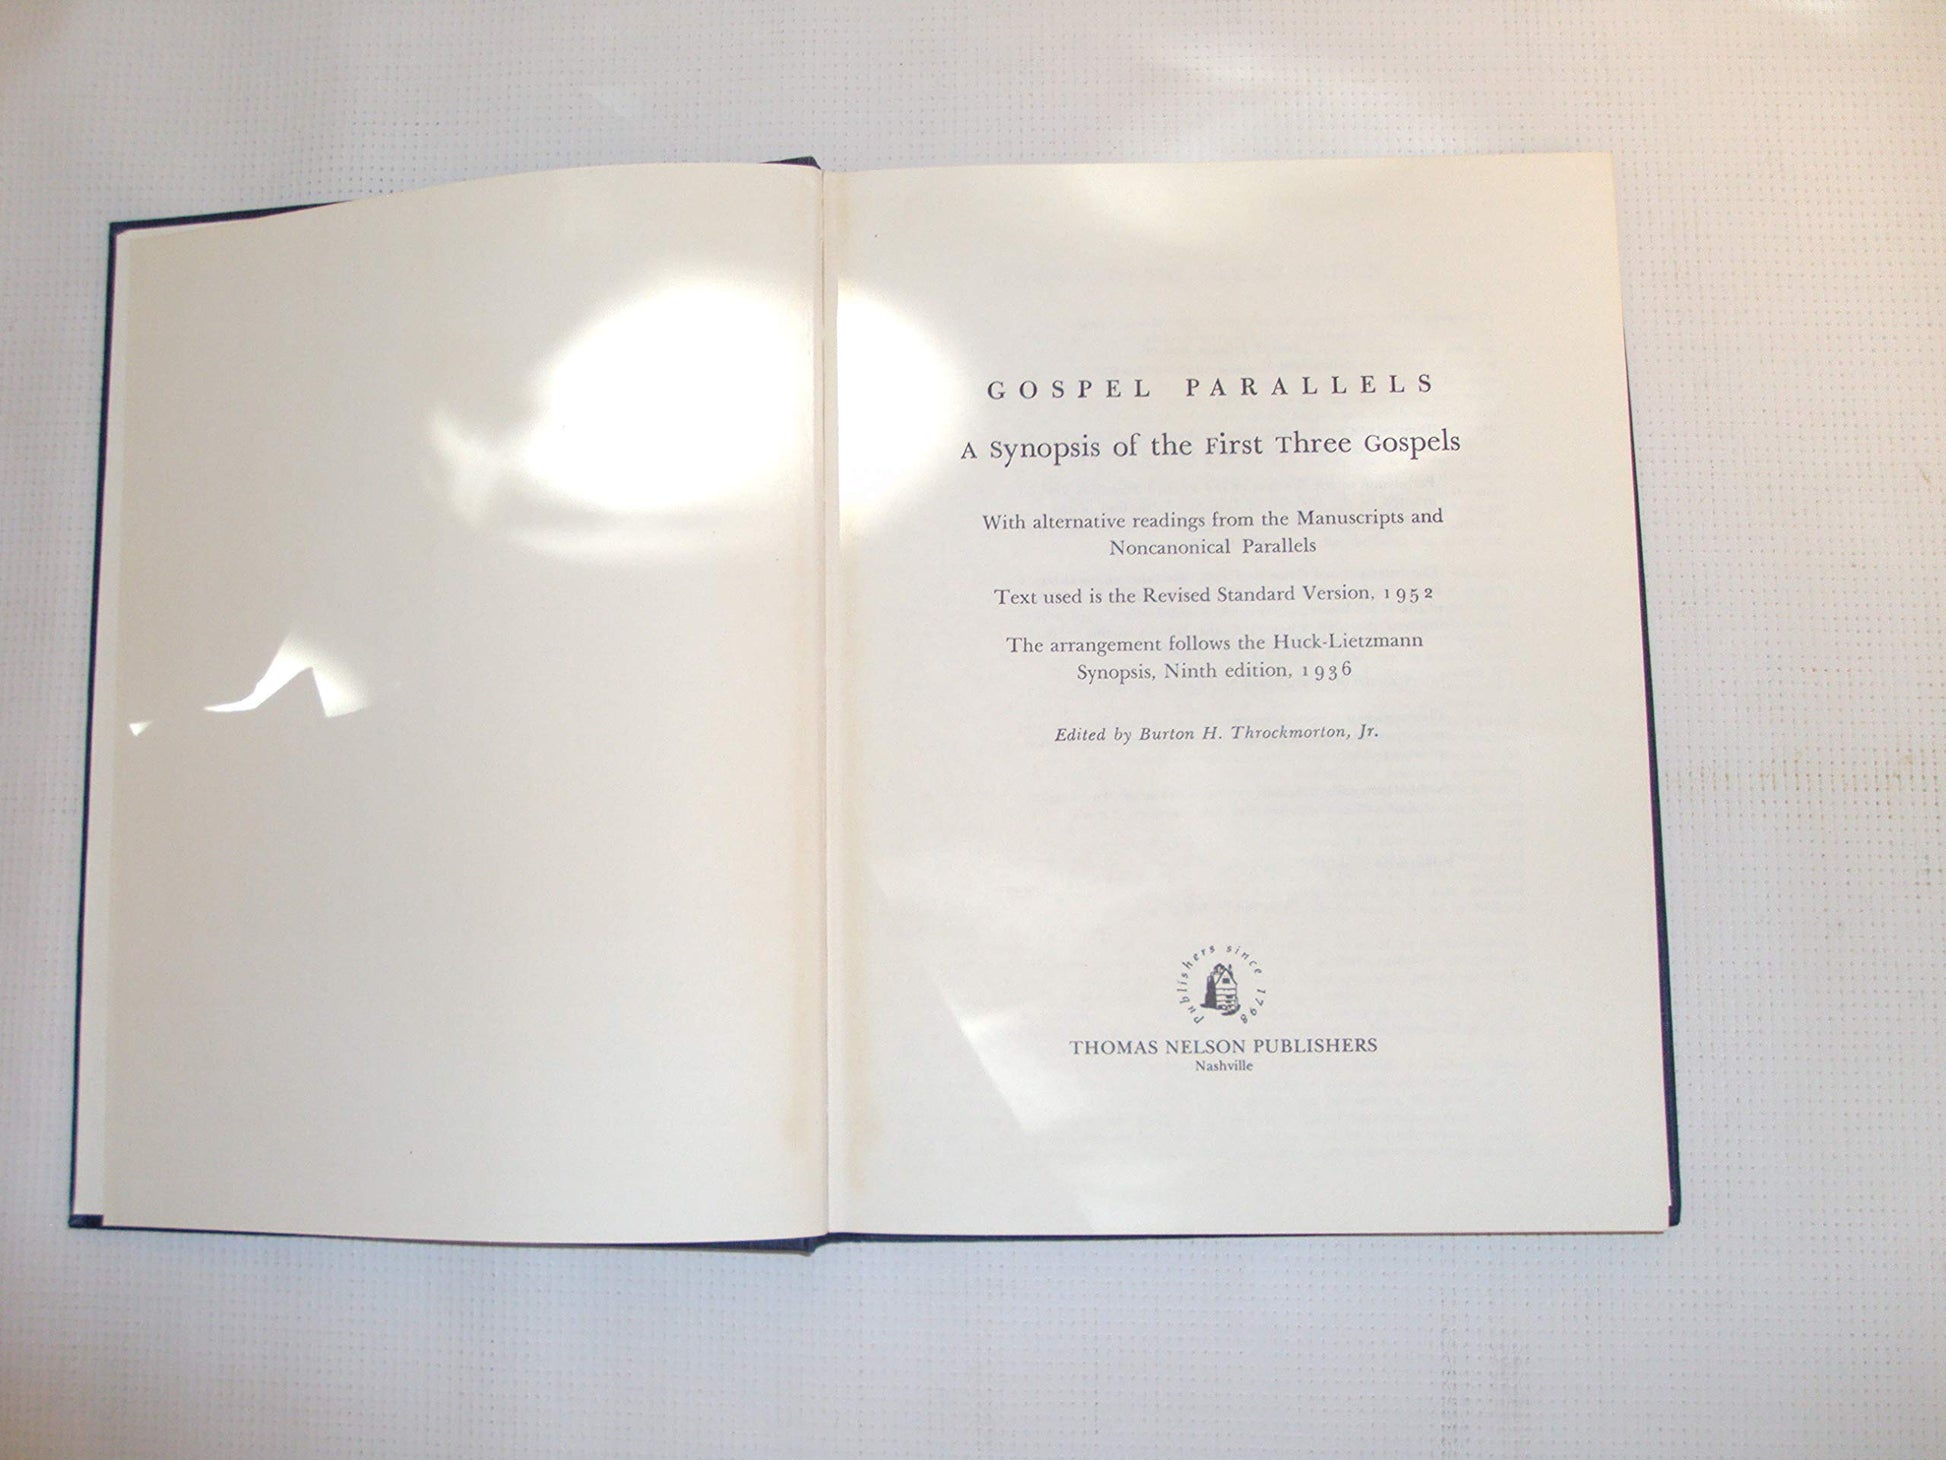 GOSPEL PARALLELS
A Synopsis of the First Three Gospels
With alternative readings from the Manuscripts and
Noncanonical Parallels
Text used is the Revised Standard Version, 1952
The arrangement follows the Huck-Lietzmann
Synopsis, Ninth edition, 1936
Edited by Burton H. Throckmorton, Jr.
Publishers since 1798
THOMAS NELSON PUBLISHERS
Nashville